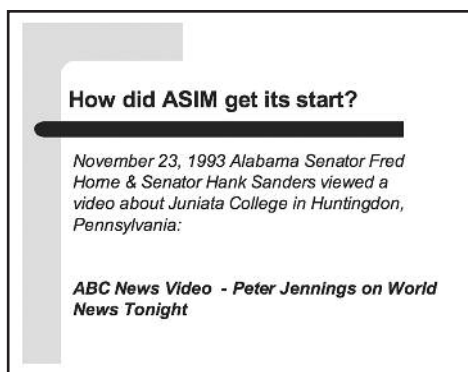 How did ASIM get its start?
November 23, 1993 Alabama Senator Fred
Horne & Senator Hank Sanders viewed a
video about Juniata College in Huntingdon,
Pennsylvania:
ABC News Video - Peter Jennings on World
News Tonight